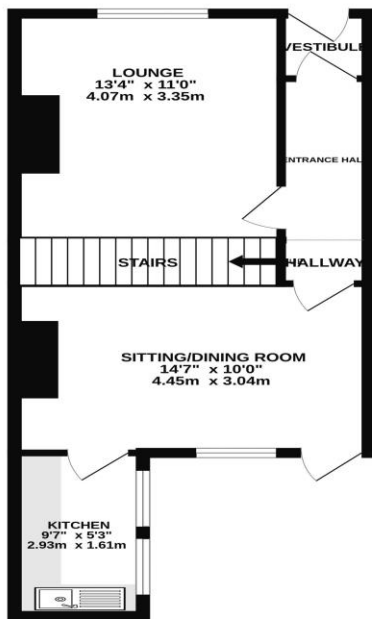 VESTIBULE
LOUNGE
13'4" x 11'0"
4.07m x 3.35m
ENTRANCE HALL
STAIRS
HALLWAY
SITTING/DINING ROOM
14'7" x 10'0"
4.45m x 3.04m
KITCHEN
9'7" x 5'3"
2.93m x 1.61m